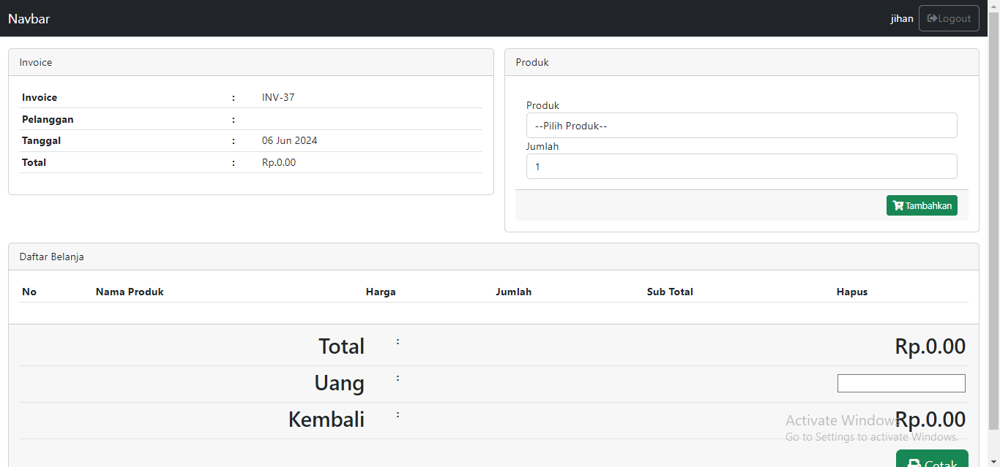 Navbar
jihan Logout
Invoice
Invoice : INV-37
Pelanggan :
Tanggal : 06 Jun 2024
Total : Rp.0.00
Produk
Produk
--Pilih Produk--
Jumlah
1
Tambahkan
Daftar Belanja
No Nama Produk Harga Jumlah Sub Total Hapus
Total : Rp.0.00
Uang :
Kembali : Rp.0.00
Activate Windows
Go to Settings to activate Windows.
Cetak